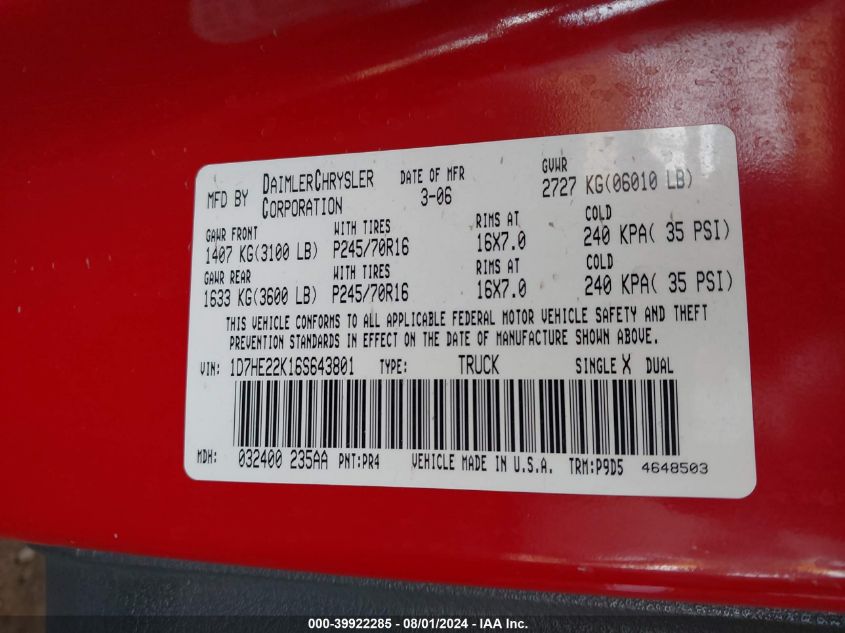 MFD BY DAIMLERCHRYSLER CORPORATION DATE OF MFR 3-06 GVWR 2727 KG(06010 LB)
GAWR FRONT WITH TIRES RIMS AT COLD
1407 KG(3100 LB) P245/70R16 16X7.0 240 KPA( 35 PSI)
GAWR REAR WITH TIRES RIMS AT COLD
1633 KG(3600 LB) P245/70R16 16X7.0 240 KPA( 35 PSI)
THIS VEHICLE CONFORMS TO ALL APPLICABLE FEDERAL MOTOR VEHICLE SAFETY AND THEFT
PREVENTION STANDARDS IN EFFECT ON THE DATE OF MANUFACTURE SHOWN ABOVE.
VIN: 1D7HE22K16S643801 TYPE: TRUCK SINGLE X DUAL
MDH: 032400 235AA PNT:PR4 VEHICLE MADE IN U.S.A. TRM:P9D5 4648503
000-39922285 - 08/01/2024 - IAA Inc.